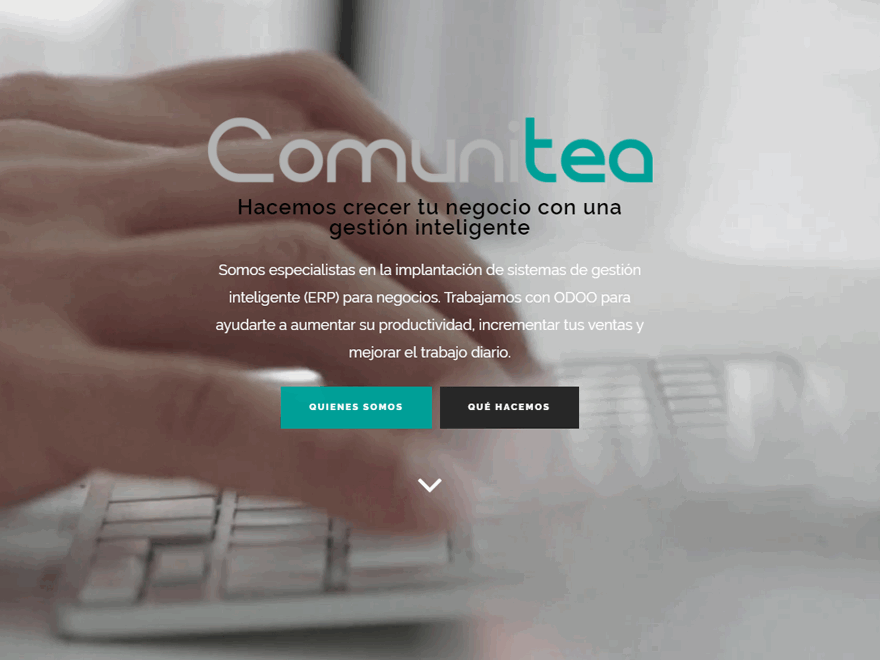 Comunitea
Hacemos crecer tu negocio con una
gestión inteligente
Somos especialistas en la implantación de sistemas de gestión
inteligente (ERP) para negocios. Trabajamos con ODOO para
ayudarte a aumentar su productividad, incrementar tus ventas y
mejorar el trabajo diario.
QUIENES SOMOS QUÉ HACEMOS